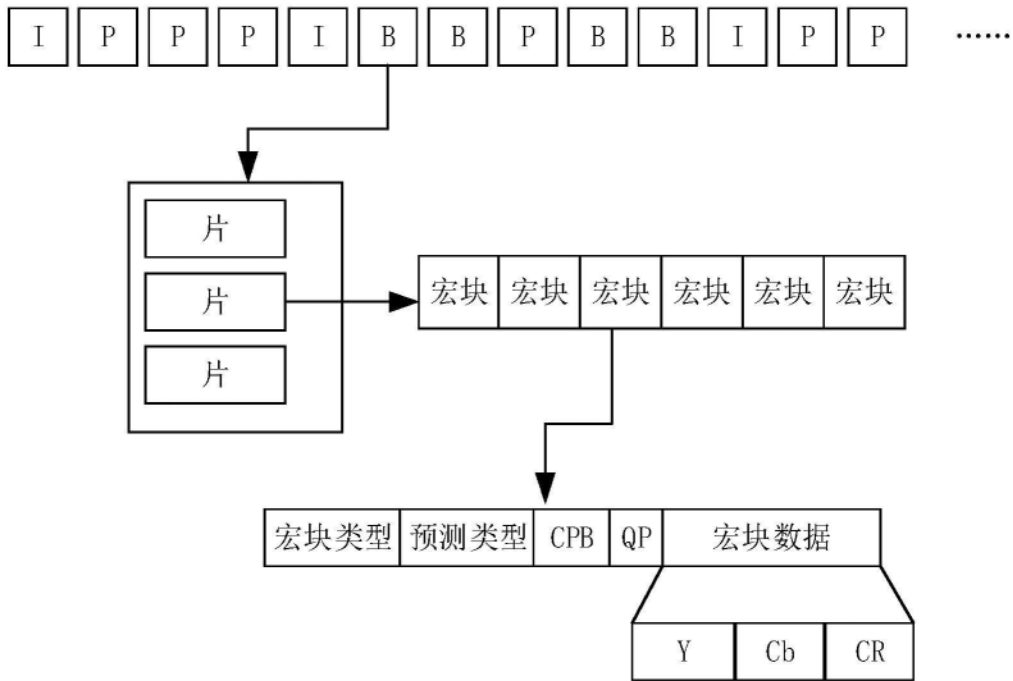 I P P P I B B P B B I P P ……
片
片
宏块 宏块 宏块 宏块 宏块 宏块
片
宏块类型 预测类型 CPB QP 宏块数据
Y Cb CR